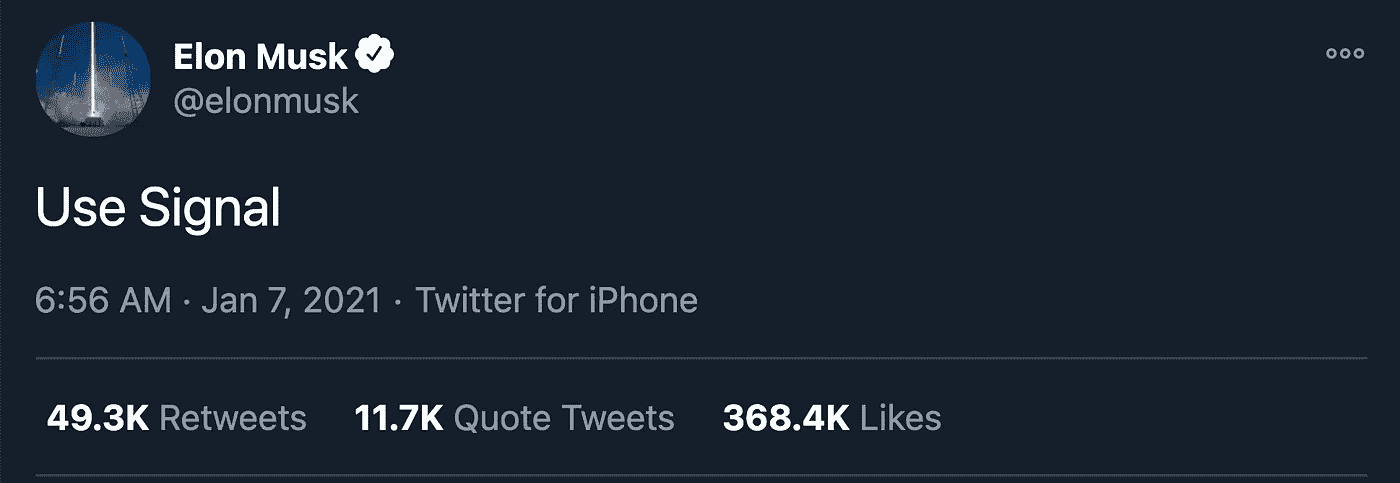 Elon Musk
@elonmusk
Use Signal
6:56 AM · Jan 7, 2021 · Twitter for iPhone
49.3K Retweets 11.7K Quote Tweets 368.4K Likes